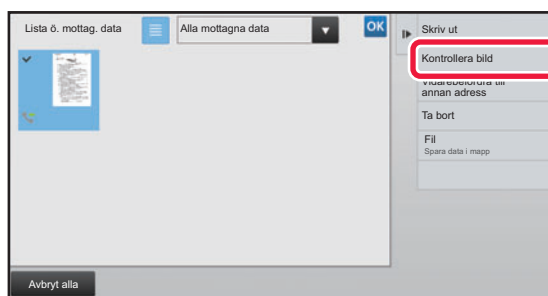 Lista ö. mottag. data
Alla mottagna data
OK
Skriv ut
Kontrollera bild
Vidarebefordra till
annan adress
Ta bort
Fil
Spara data i mapp
Avbryt alla